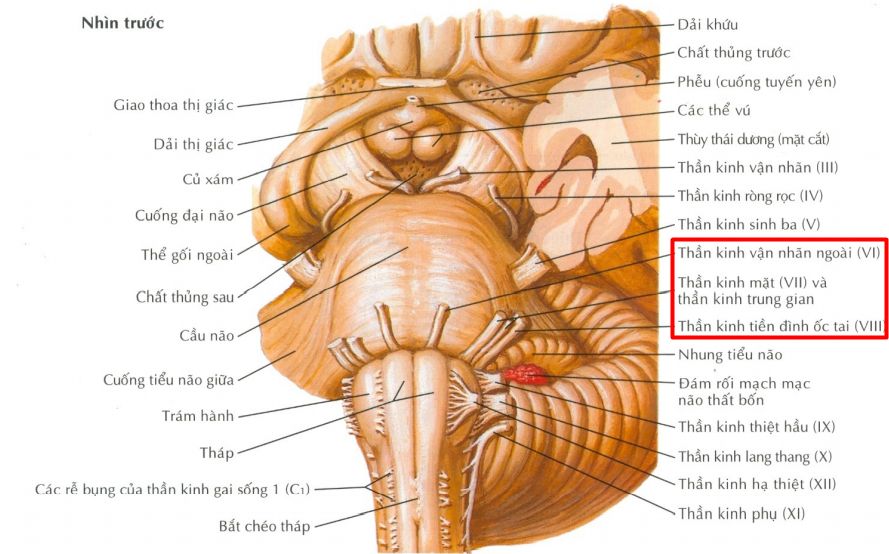 Nhìn trước
Giao thoa thị giác
Dải thị giác
Củ xám
Cuống đại não
Thể gối ngoài
Chất thủng sau
Cầu não
Cuống tiểu não giữa
Trám hành
Tháp
Các rễ bụng của thần kinh gai sống 1 (C₁)
Bắt chéo tháp
Dải khứu
Chất thủng trước
Phễu (cuống tuyến yên)
Các thể vú
Thùy thái dương (mặt cắt)
Thần kinh vận nhãn (III)
Thần kinh ròng rọc (IV)
Thần kinh sinh ba (V)
Thần kinh vận nhãn ngoài (VI)
Thần kinh mặt (VII) và
thần kinh trung gian
Thần kinh tiền đình ốc tai (VIII)
Nhung tiểu não
Đám rối mạch mạc
não thất bốn
Thần kinh thiệt hầu (IX)
Thần kinh lang thang (X)
Thần kinh hạ thiệt (XII)
Thần kinh phụ (XI)